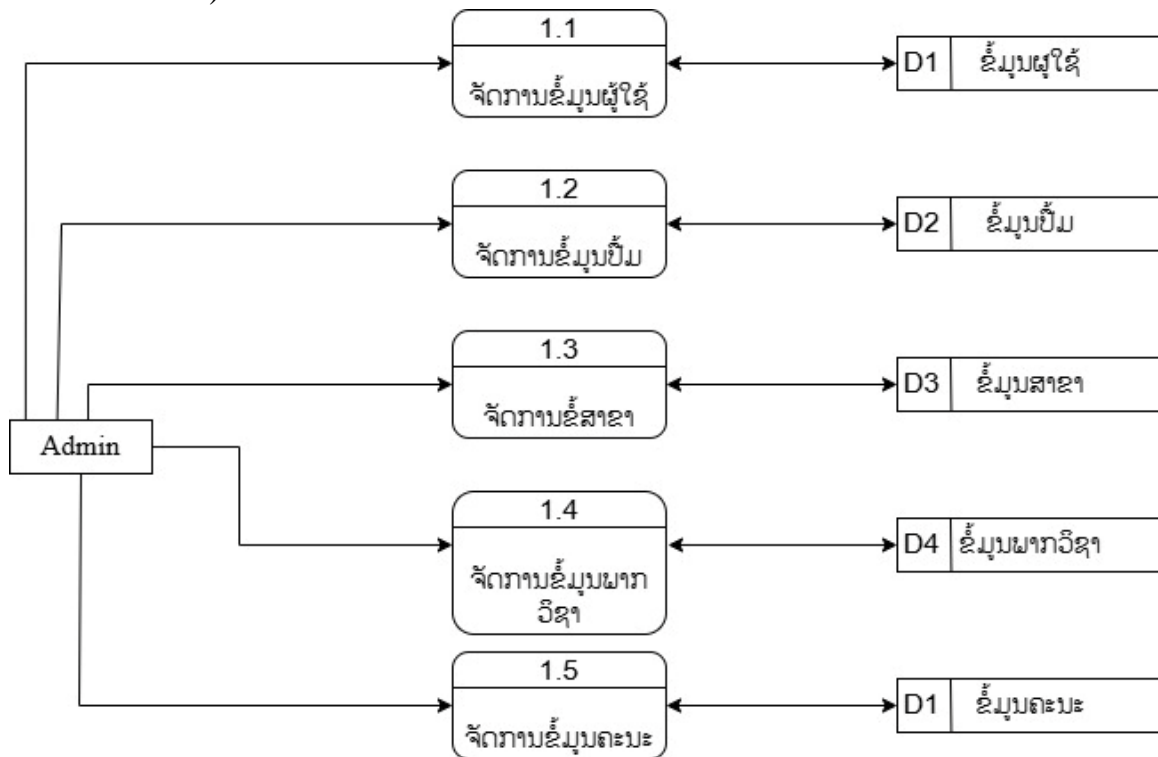 1.1
ຈັດການຂໍ້ມູນຜູ້ໃຊ້
D1 ຂໍ້ມູນຜູໃຊ້
1.2
ຈັດການຂໍ້ມູນປຶ້ມ
D2 ຂໍ້ມູນປຶ້ມ
1.3
ຈັດການຂໍ້ສາຂາ
D3 ຂໍ້ມູນສາຂາ
Admin
1.4
ຈັດການຂໍ້ມູນພາກ
ວິຊາ
D4 ຂໍ້ມູນພາກວິຊາ
1.5
ຈັດການຂໍ້ມູນຄະນະ
D1 ຂໍ້ມູນຄະນະ